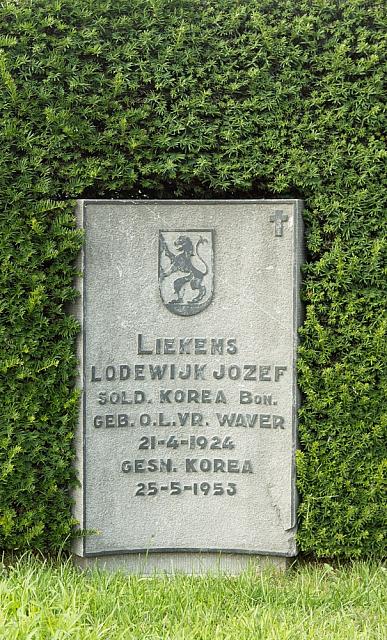 LIEKENS
LODEWIJK JOZEF
SOLD. KOREA BON.
GEB. O.L.VR. WAVER
21-4-1924
GESN. KOREA
25-5-1953